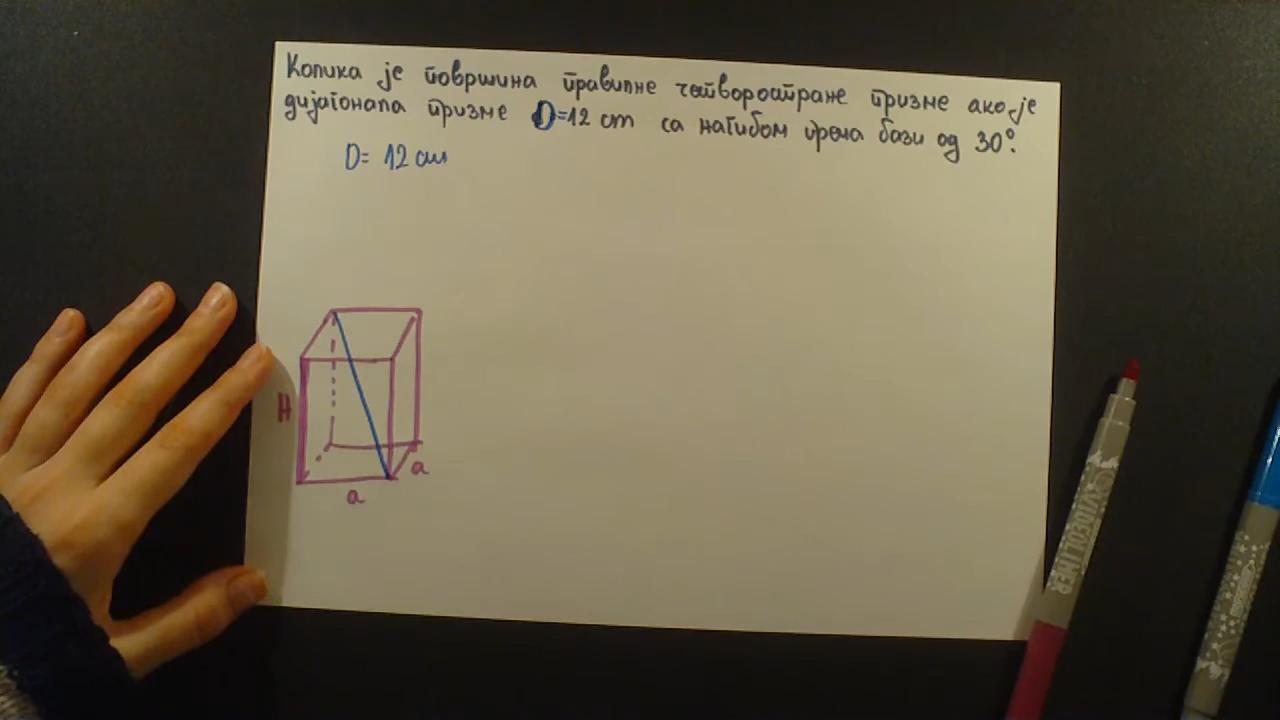 Колика је површина правилне четворостране призме ако је
дијагонала призме D=12 cm са нагибом према бази од 30°.
D= 12 cm
H
a
a
VIDEOLINER